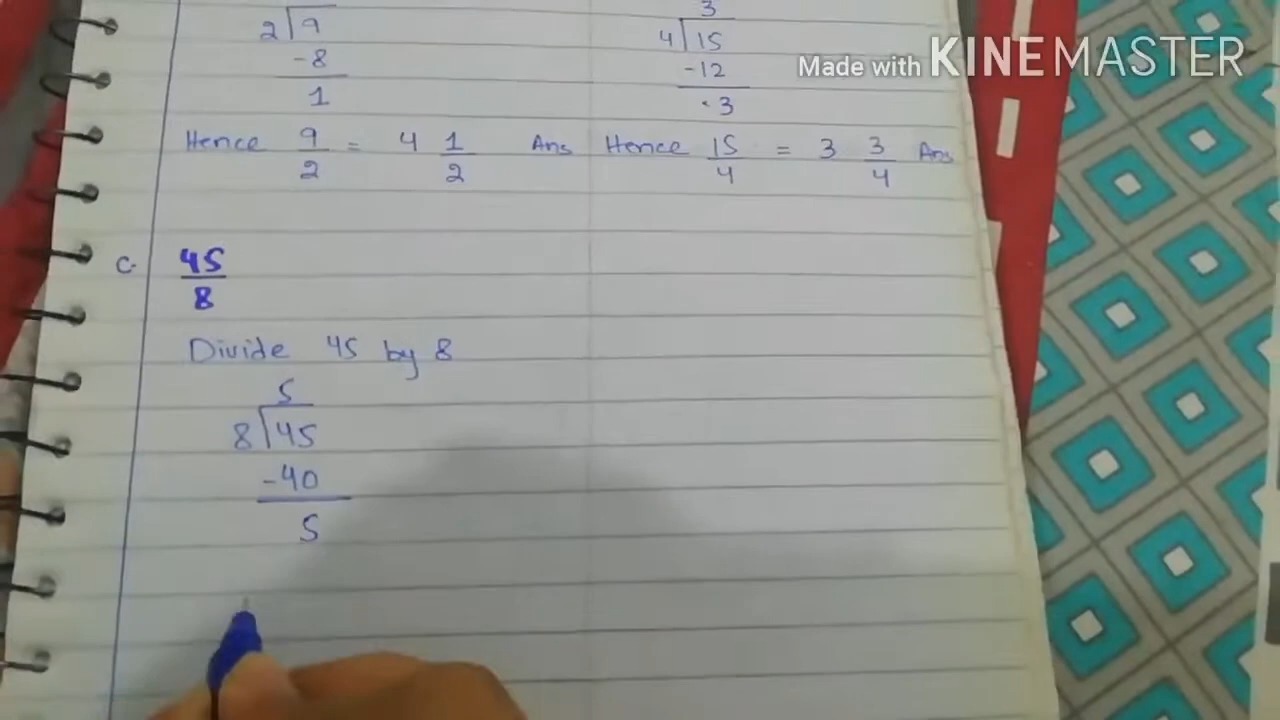 3
2 9 4 15
-8 -12
1 .3
Hence 9/2 = 4 1/2 Ans Hence 15/4 = 3 3/4 Ans
c. 45/8
Divide 45 by 8
5
8 45
-40
5
Made with KINEMASTER